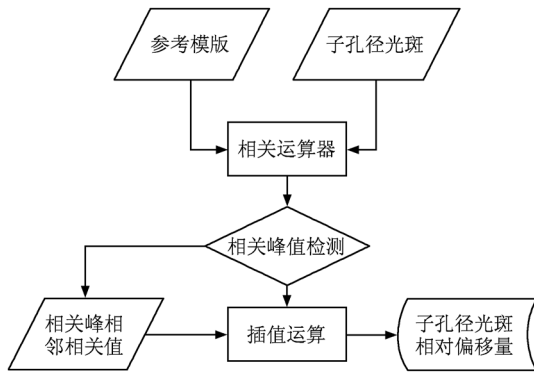 参考模版
子孔径光斑
相关运算器
相关峰值检测
相关峰相
邻相关值
插值运算
子孔径光斑
相对偏移量